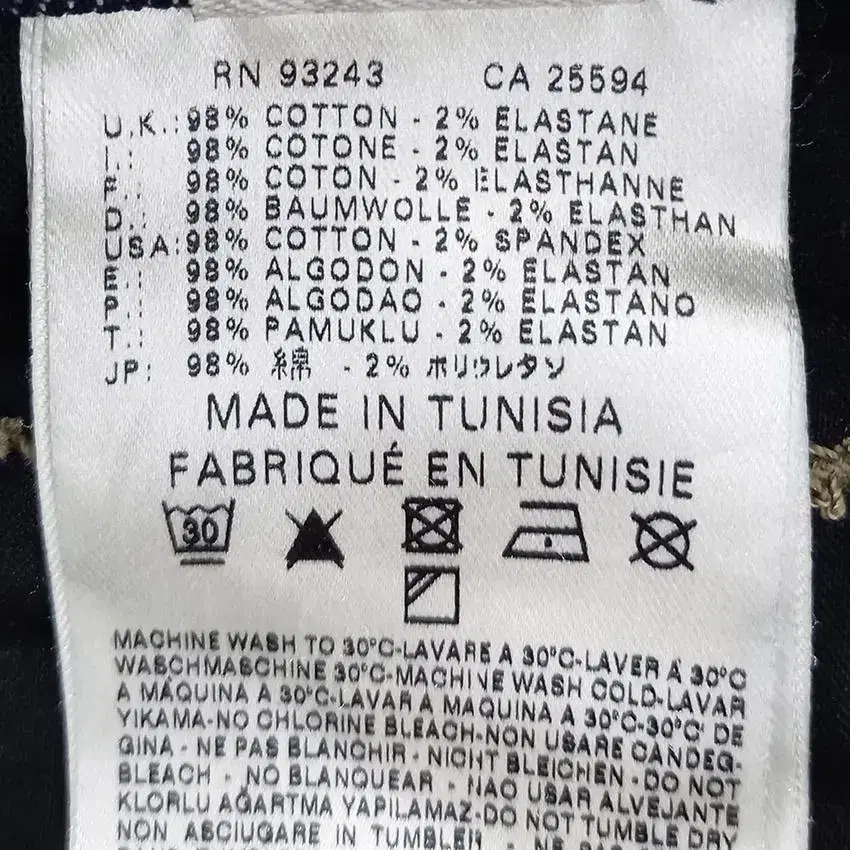 RN 93243 CA 25594
U.K.: 98% COTTON - 2% ELASTANE
I.: 98% COTONE - 2% ELASTAN
F.: 98% COTON - 2% ELASTHANNE
D.: 98% BAUMWOLLE - 2% ELASTHAN
USA: 98% COTTON - 2% SPANDEX
E.: 98% ALGODON - 2% ELASTAN
P.: 98% ALGODAO - 2% ELASTANO
T.: 98% PAMUKLU - 2% ELASTAN
JP: 98% 綿 - 2% ポリウレタン
MADE IN TUNISIA
FABRIQUÉ EN TUNISIE
30
MACHINE WASH TO 30°C-LAVARE A 30°C-LAVER À 30°C
WASCHMASCHINE 30°C-MACHINE WASH COLD-LAVAR
A MÁQUINA A 30°C-LAVAR A MAQUINA A 30°C-30°C' DE
YIKAMA-NO CHLORINE BLEACH-NON USARE CANDEG-
GINA - NE PAS BLANCHIR - NICHT BLEICHEN - DO NOT
BLEACH - NO BLANQUEAR - NAO USAR ALVEJANTE
KLORLU AĞARTMA YAPILAMAZ-DO NOT TUMBLE DRY
NON ASCIUGARE IN TUMBLER - NE PAS